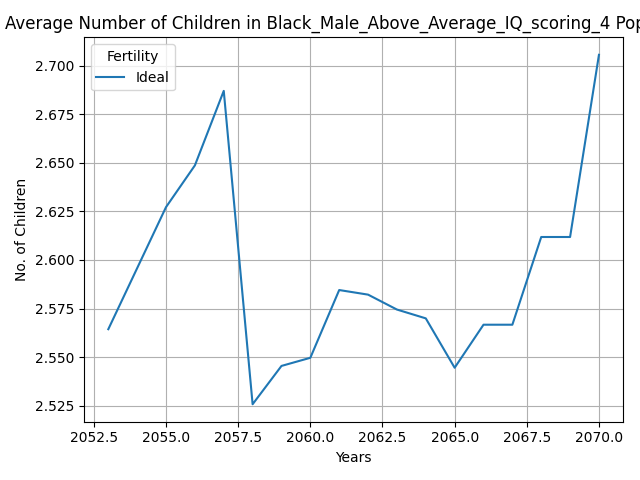 Average Number of Children in Black_Male_Above_Average_IQ_scoring_4 Pop
Fertility
Ideal
No. of Children
2.700
2.675
2.650
2.625
2.600
2.575
2.550
2.525
2052.5 2055.0 2057.5 2060.0 2062.5 2065.0 2067.5 2070.0
Years